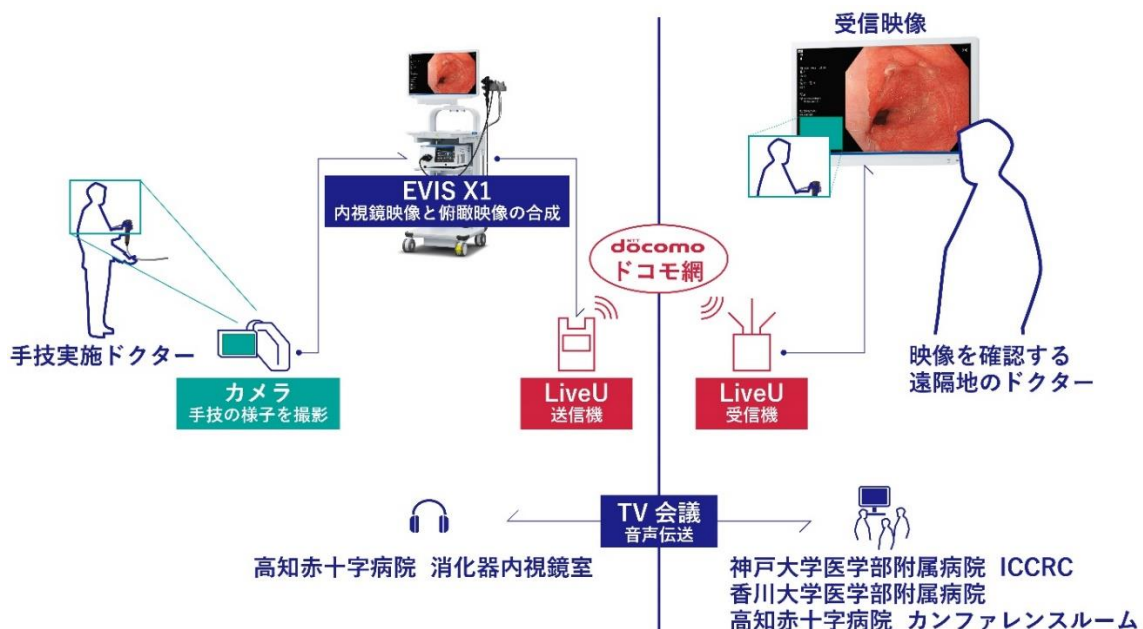 受信映像
EVIS X1
内視鏡映像と俯瞰映像の合成
NTT
döcomo
ドコモ網
手技実施ドクター
カメラ
手技の様子を撮影
LiveU
送信機
LiveU
受信機
映像を確認する
遠隔地のドクター
TV 会議
音声伝送
高知赤十字病院 消化器内視鏡室
神戸大学医学部附属病院 ICCRC
香川大学医学部附属病院
高知赤十字病院 カンファレンスルーム